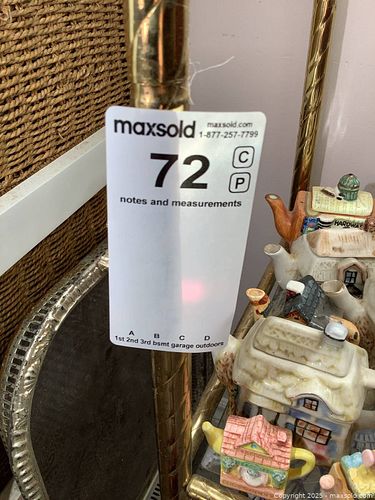 maxsold
maxsold.com
1-877-257-7799
72
C
P
notes and measurements
A B C D
1st 2nd 3rd bsmt garage outdoors
HARDWARE
Copyright 2025 - maxsold.com